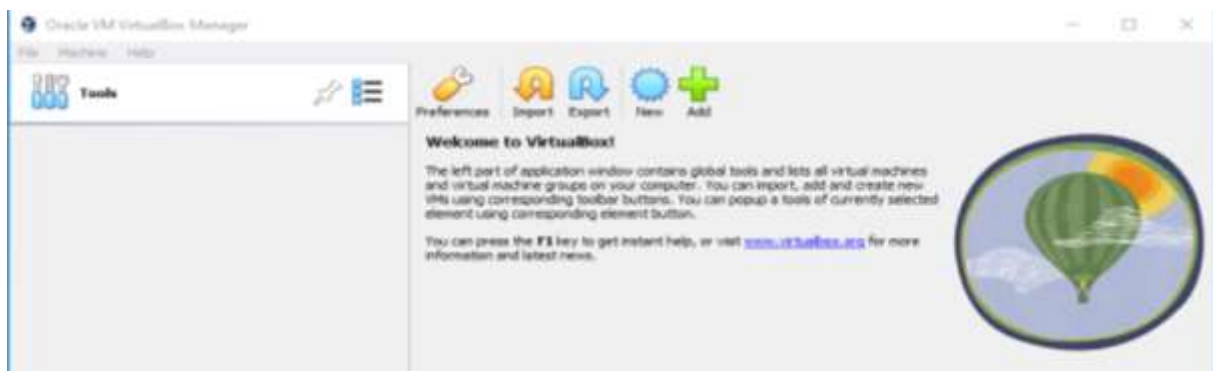 Oracle VM VirtualBox Manager
File Machine Help
Tools
Preferences Import Export New Add
Welcome to VirtualBox!
The left part of application window contains global tools and lists all virtual machines
and virtual machine groups on your computer. You can import, add and create new
VMs using corresponding toolbar buttons. You can popup a tools of currently selected
element using corresponding element button.
You can press the F1 key to get instant help, or visit www.virtualbox.org for more
information and latest news.